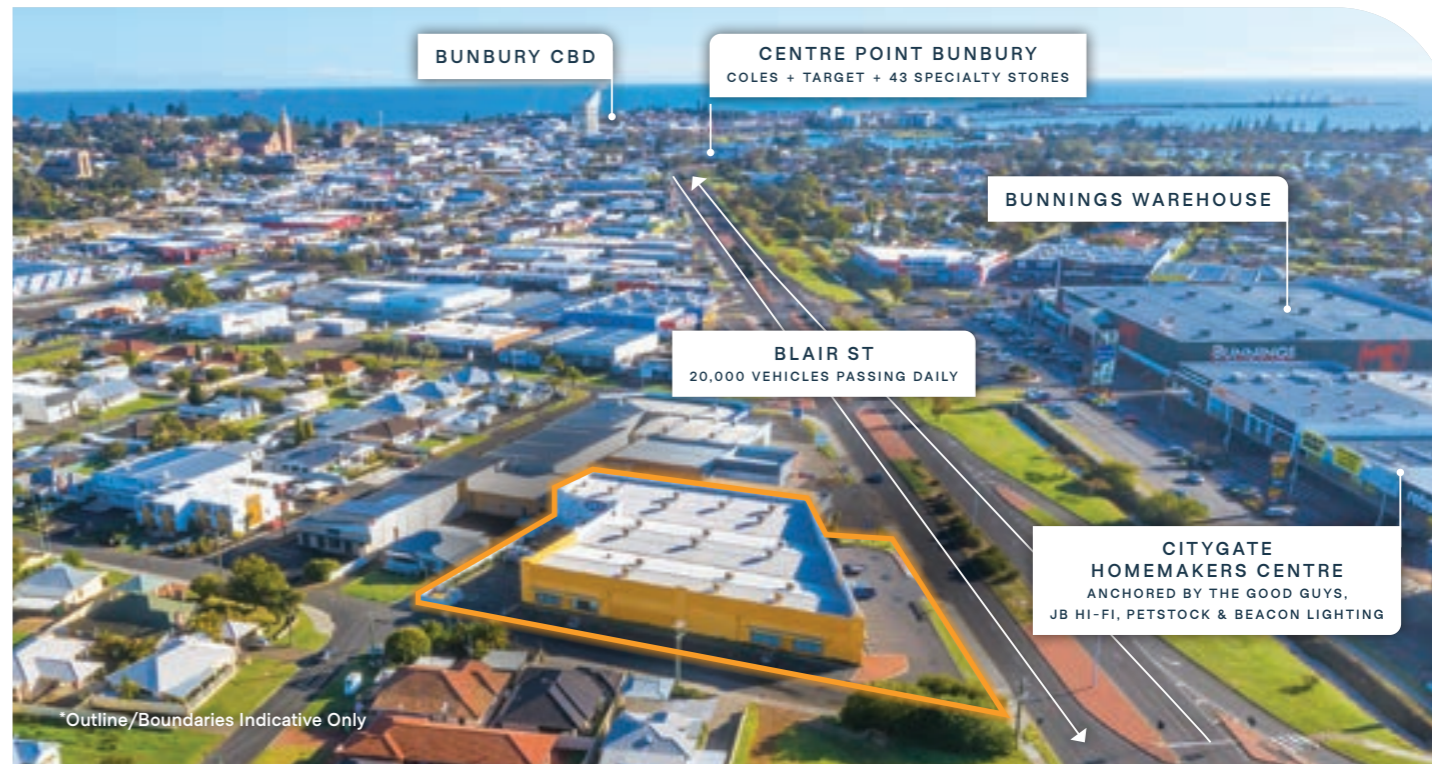 BUNBURY CBD
CENTRE POINT BUNBURY
COLES + TARGET + 43 SPECIALTY STORES
BUNNINGS WAREHOUSE
BUNNINGS
BLAIR ST
20,000 VEHICLES PASSING DAILY
CITYGATE
HOMEMAKERS CENTRE
ANCHORED BY THE GOOD GUYS,
JB HI-FI, PETSTOCK & BEACON LIGHTING
*Outline/Boundaries Indicative Only